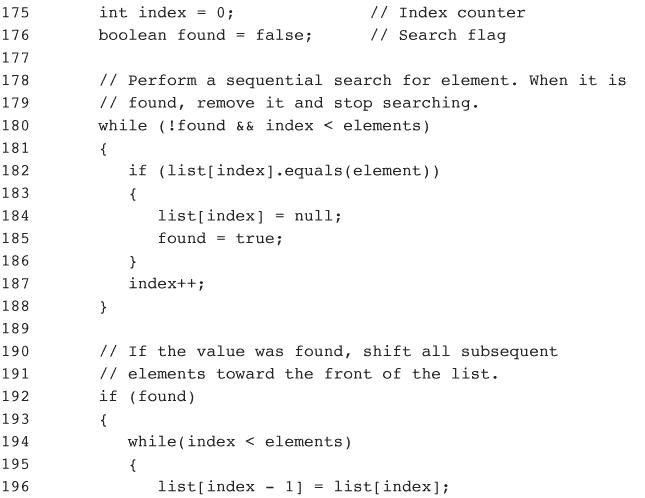 175 int index = 0; // Index counter
176 boolean found = false; // Search flag
177
178 // Perform a sequential search for element. When it is
179 // found, remove it and stop searching.
180 while (!found && index < elements)
181 {
182 if (list[index].equals(element))
183 {
184 list[index] = null;
185 found = true;
186 }
187 index++;
188 }
189
190 // If the value was found, shift all subsequent
191 // elements toward the front of the list.
192 if (found)
193 {
194 while(index < elements)
195 {
196 list[index - 1] = list[index];